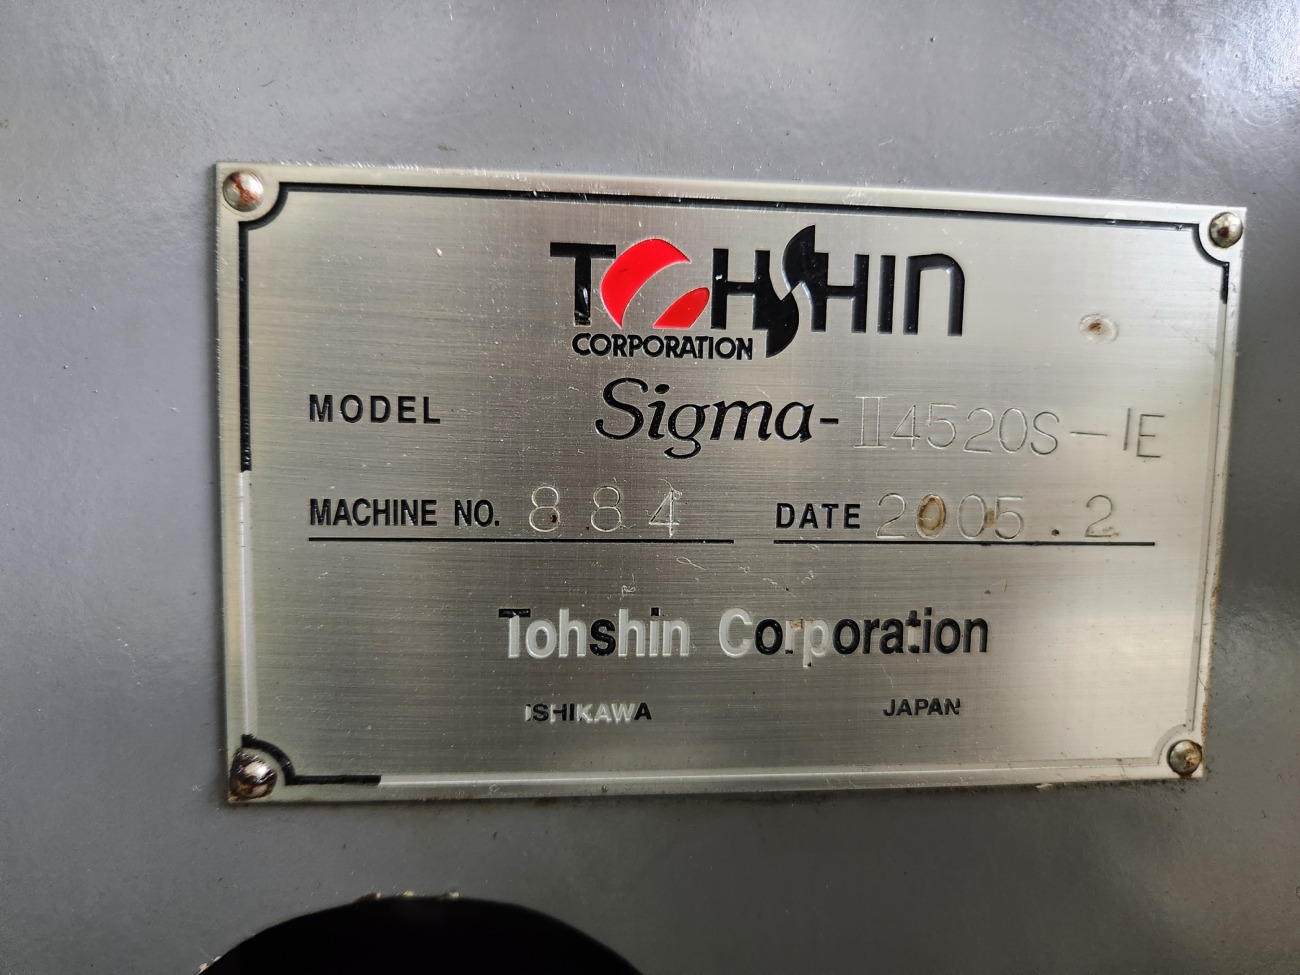 TOHSHIN
CORPORATION
MODEL Sigma-II4520S-IE
MACHINE NO. 884 DATE 2005.2
Tohshin Corporation
ISHIKAWA JAPAN